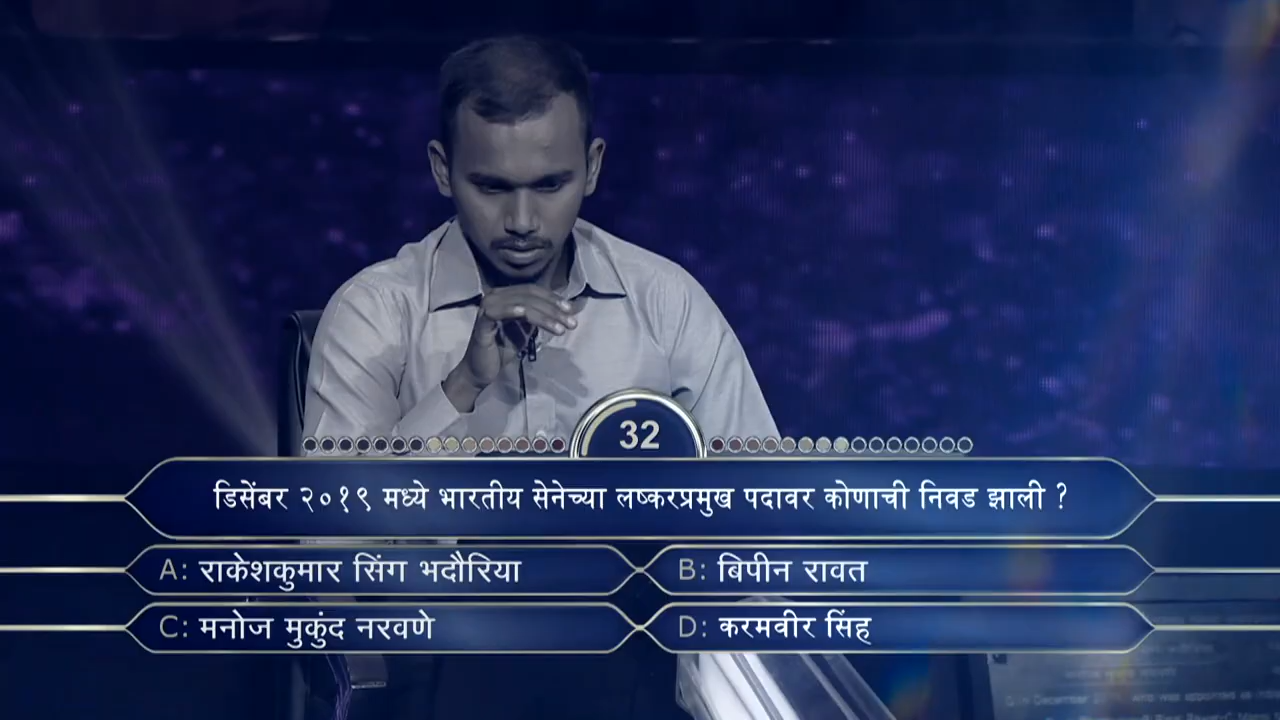 32
डिसेंबर २०१९ मध्ये भारतीय सेनेच्या लष्करप्रमुख पदावर कोणाची निवड झाली ?
A: राकेशकुमार सिंग भदौरिया
B: बिपीन रावत
C: मनोज मुकुंद नरवणे
D: करमवीर सिंह